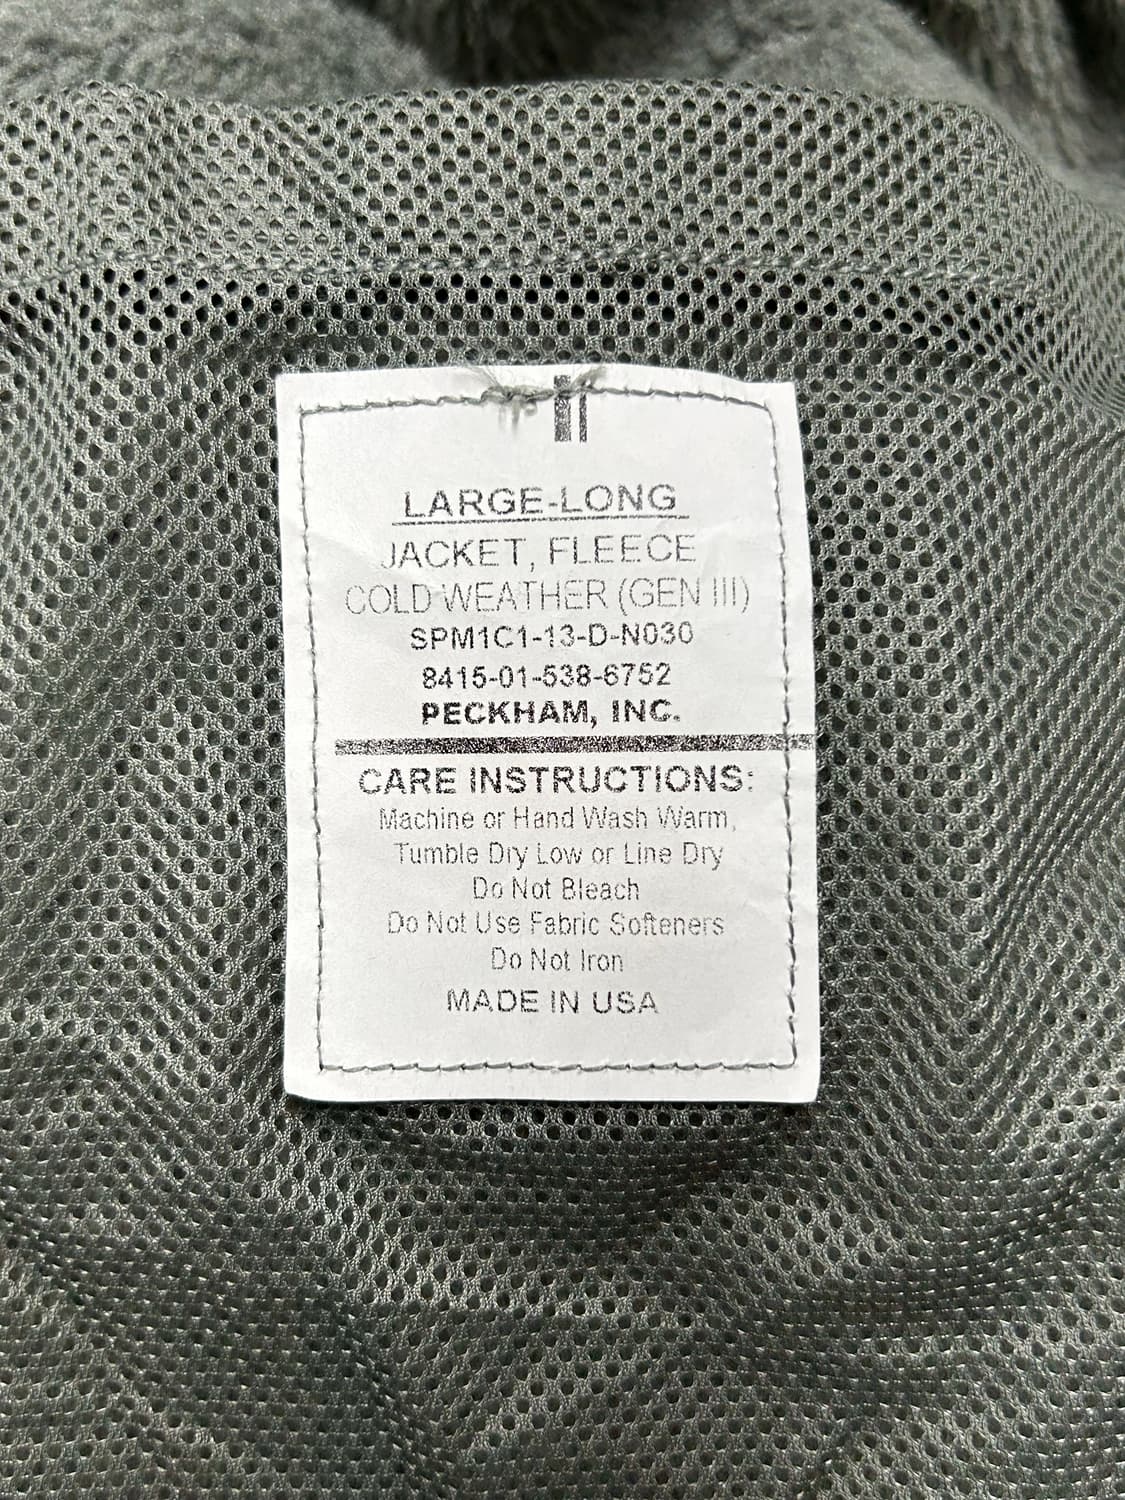 LARGE-LONG
JACKET, FLEECE
COLD WEATHER (GEN III)
SPM1C1-13-D-N030
8415-01-538-6752
PECKHAM, INC.
CARE INSTRUCTIONS:
Machine or Hand Wash Warm,
Tumble Dry Low or Line Dry
Do Not Bleach
Do Not Use Fabric Softeners
Do Not Iron
MADE IN USA